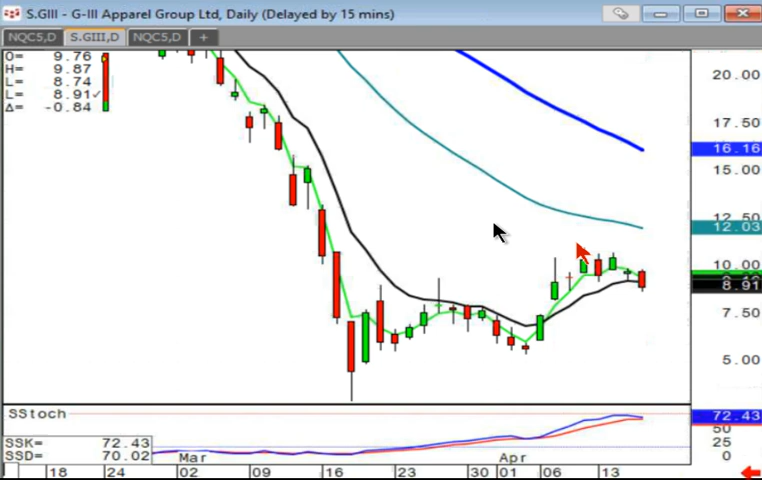 S.GIII - G-III Apparel Group Ltd, Daily (Delayed by 15 mins)
NQC5,D S.GIII,D NQC5,D +
O= 9.76
H= 9.87
L= 8.74
L= 8.91✓
Δ= -0.84
20.00
17.50
16.16
15.00
12.50
12.03
10.00
8.91
7.50
5.00
SStoch
72.43
50
25
0
SSK= 72.43
SSD= 70.02
Mar Apr
18 24 02 09 16 23 30 01 06 13